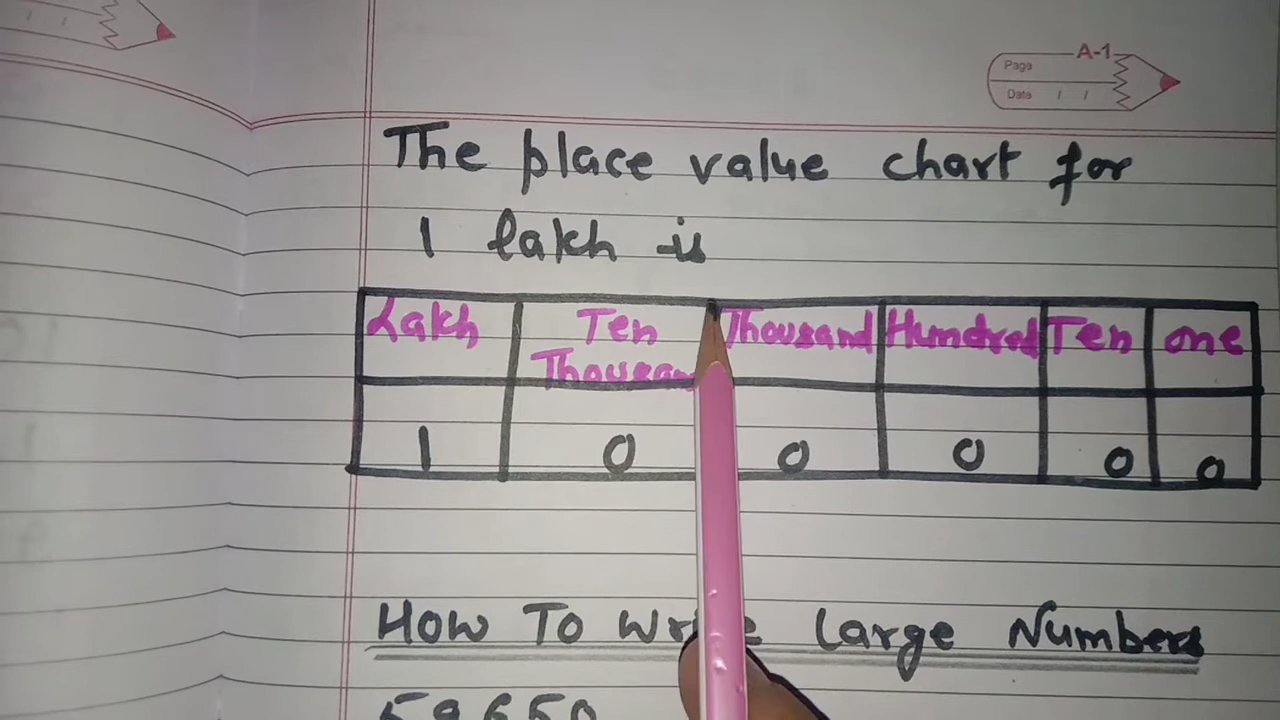 A-1
Page
Date / /
The place value chart for
1 lakh is
Lakh Ten Thousand Thousand Hundred Ten one
1 0 0 0 0 0
How To Write Large Numbers